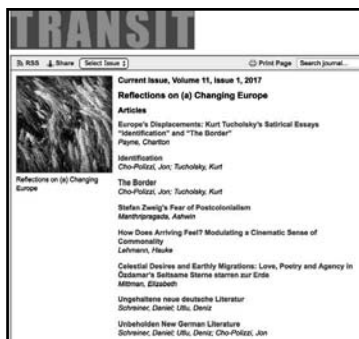 TRANSIT
RSS Share Select Issue Print Page Search journal...
Current Issue, Volume 11, Issue 1, 2017
Reflections on (a) Changing Europe
Articles
Europe's Displacements: Kurt Tucholsky's Satirical Essays
"Identification" and "The Border"
Payne, Charlton
Identification
Cho-Polizzi, Jon; Tucholsky, Kurt
The Border
Cho-Polizzi, Jon; Tucholsky, Kurt
Stefan Zweig's Fear of Postcolonialism
Manthripragada, Ashwin
How Does Arriving Feel? Modulating a Cinematic Sense of
Commonality
Lehmann, Hauke
Celestial Desires and Earthly Migrations: Love, Poetry and Agency in
Özdamar's Seltsame Sterne starren zur Erde
Mittman, Elizabeth
Ungehaltene neue deutsche Literatur
Schreiner, Daniel; Utlu, Deniz
Unbeholden New German Literature
Schreiner, Daniel; Utlu, Deniz; Cho-Polizzi, Jon
Reflections on (a) Changing
Europe